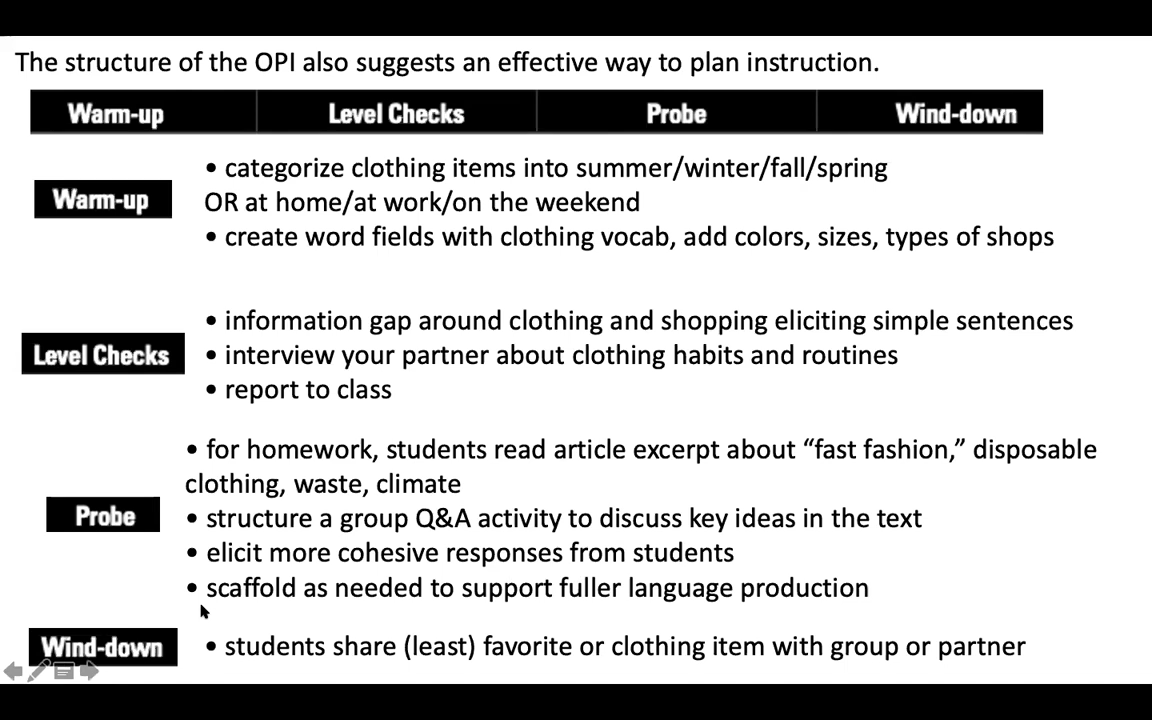 The structure of the OPI also suggests an effective way to plan instruction.
Warm-up Level Checks Probe Wind-down
Warm-up
• categorize clothing items into summer/winter/fall/spring
OR at home/at work/on the weekend
• create word fields with clothing vocab, add colors, sizes, types of shops
Level Checks
• information gap around clothing and shopping eliciting simple sentences
• interview your partner about clothing habits and routines
• report to class
Probe
• for homework, students read article excerpt about “fast fashion,” disposable
clothing, waste, climate
• structure a group Q&A activity to discuss key ideas in the text
• elicit more cohesive responses from students
• scaffold as needed to support fuller language production
Wind-down
• students share (least) favorite or clothing item with group or partner